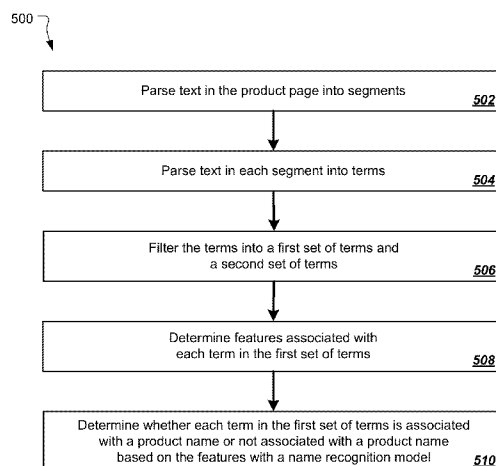 500
Parse text in the product page into segments
502
Parse text in each segment into terms
504
Filter the terms into a first set of terms and
a second set of terms
506
Determine features associated with
each term in the first set of terms
508
Determine whether each term in the first set of terms is associated
with a product name or not associated with a product name
based on the features with a name recognition model
510